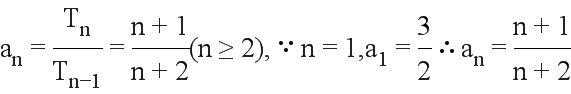 aₙ = Tₙ/Tₙ₋₁ = (n + 1)/(n + 2)(n ≥ 2), ∵ n = 1,a₁ = 3/2 ∴ aₙ = (n + 1)/(n + 2)